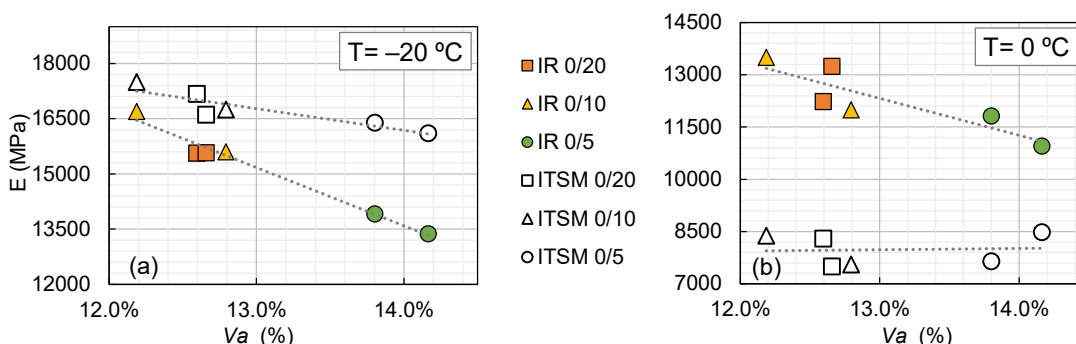 T= –20 ºC
18000
16500
15000
13500
12000
E (MPa)
(a)
12.0%
13.0%
14.0%
Va (%)
IR 0/20
IR 0/10
IR 0/5
ITSM 0/20
ITSM 0/10
ITSM 0/5
T= 0 ºC
14500
13000
11500
10000
8500
7000
E (MPa)
(b)
12.0%
13.0%
14.0%
Va (%)